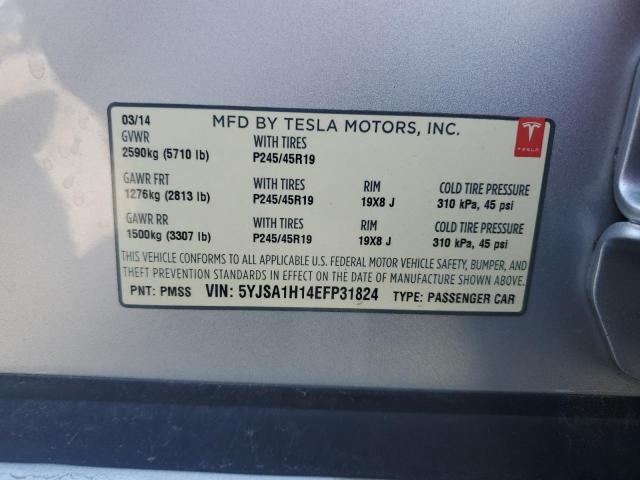 03/14 MFD BY TESLA MOTORS, INC.
GVWR WITH TIRES
2590kg (5710 lb) P245/45R19
TESLA
GAWR FRT WITH TIRES RIM COLD TIRE PRESSURE
1276kg (2813 lb) P245/45R19 19X8 J 310 kPa, 45 psi
GAWR RR WITH TIRES RIM COLD TIRE PRESSURE
1500kg (3307 lb) P245/45R19 19X8 J 310 kPa, 45 psi
THIS VEHICLE CONFORMS TO ALL APPLICABLE U.S. FEDERAL MOTOR VEHICLE SAFETY, BUMPER, AND
THEFT PREVENTION STANDARDS IN EFFECT ON THE DATE OF MANUFACTURE SHOWN ABOVE.
PNT: PMSS VIN: 5YJSA1H14EFP31824 TYPE: PASSENGER CAR